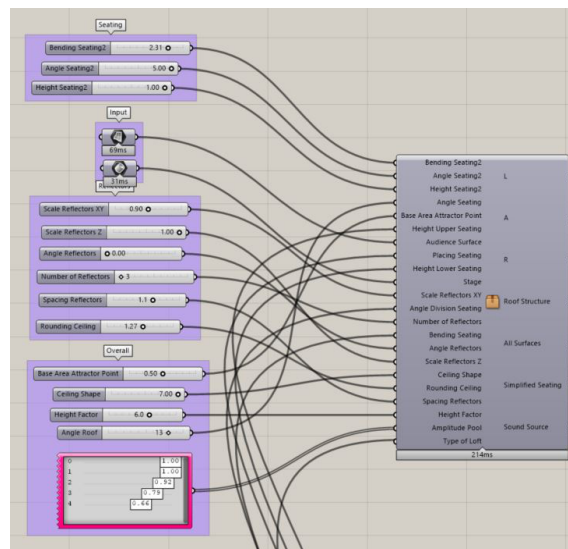 Seating
Bending Seating2 2.31
Angle Seating2 5.00
Height Seating2 1.00
Input
69ms
31ms
Scale Reflectors XY 0.90
Scale Reflectors Z 1.00
Angle Reflectors 0.00
Number of Reflectors 3
Spacing Reflectors 1.1
Rounding Ceiling 1.27
Overall
Base Area Attractor Point 0.50
Ceiling Shape 7.00
Height Factor 6.0
Angle Roof 13
0 1.00
1 1.00
2 0.92
3 0.79
4 0.66
Bending Seating2
Angle Seating2
Height Seating2
Angle Seating
Base Area Attractor Point
Height Upper Seating
Audience Surface
Placing Seating
Height Lower Seating
Stage
Scale Reflectors XY
Angle Division Seating
Number of Reflectors
Bending Seating
Angle Reflectors
Scale Reflectors Z
Ceiling Shape
Rounding Ceiling
Spacing Reflectors
Height Factor
Amplitude Pool
Type of Loft
L
A
R
Roof Structure
All Surfaces
Simplified Seating
Sound Source
214ms